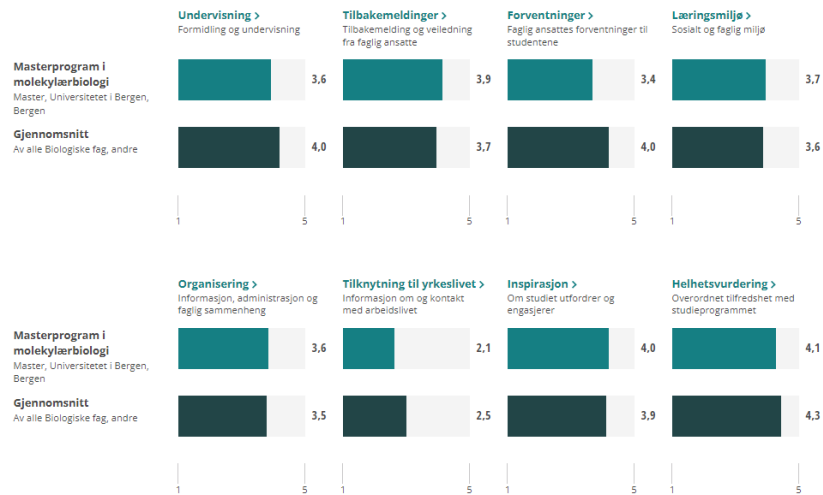 Undervisning >
Formidling og undervisning
Tilbakemeldinger >
Tilbakemelding og veiledning
fra faglig ansatte
Forventninger >
Faglig ansattes forventninger til
studentene
Læringsmiljø >
Sosialt og faglig miljø
Masterprogram i
molekylærbiologi
Master, Universitetet i Bergen,
Bergen
3,6
3,9
3,4
3,7
Gjennomsnitt
Av alle Biologiske fag, andre
4,0
3,7
4,0
3,6
1 5
1 5
1 5
1 5
Organisering >
Informasjon, administrasjon og
faglig sammenheng
Tilknytning til yrkeslivet >
Informasjon om og kontakt
med arbeidslivet
Inspirasjon >
Om studiet utfordrer og
engasjerer
Helhetsvurdering >
Overordnet tilfredshet med
studieprogrammet
Masterprogram i
molekylærbiologi
Master, Universitetet i Bergen,
Bergen
3,6
2,1
4,0
4,1
Gjennomsnitt
Av alle Biologiske fag, andre
3,5
2,5
3,9
4,3
1 5
1 5
1 5
1 5